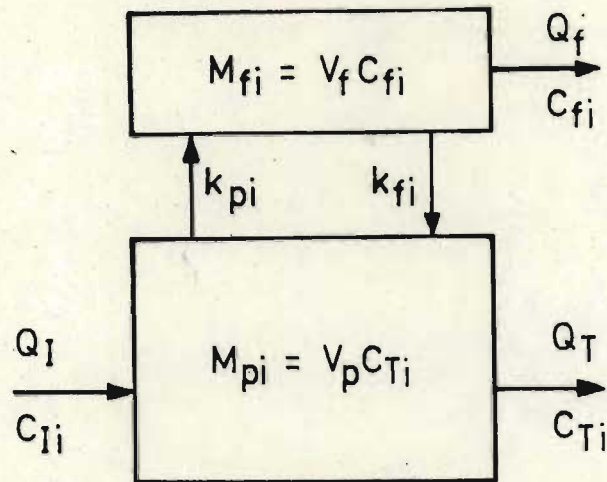 Q_f
M_fi = V_f C_fi
C_fi
k_pi
k_fi
Q_I
Q_T
M_pi = V_p C_Ti
C_Ii
C_Ti